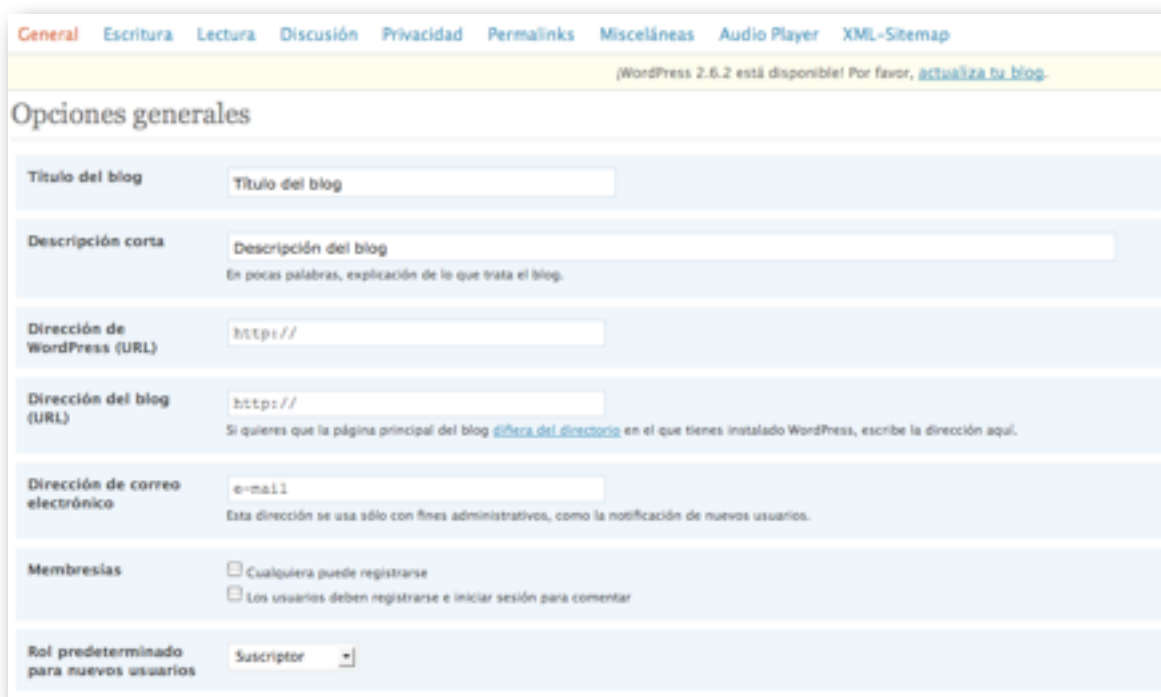 General Escritura Lectura Discusión Privacidad Permalinks Misceláneas Audio Player XML-Sitemap
¡WordPress 2.6.2 está disponible! Por favor, actualiza tu blog.
Opciones generales
Título del blog
Título del blog
Descripción corta
Descripción del blog
En pocas palabras, explicación de lo que trata el blog.
Dirección de
WordPress (URL)
http://
Dirección del blog
(URL)
http://
Si quieres que la página principal del blog difiera del directorio en el que tienes instalado WordPress, escribe la dirección aquí.
Dirección de correo
electrónico
e-mail
Esta dirección se usa sólo con fines administrativos, como la notificación de nuevos usuarios.
Membresías
Cualquiera puede registrarse
Los usuarios deben registrarse e iniciar sesión para comentar
Rol predeterminado
para nuevos usuarios
Suscriptor